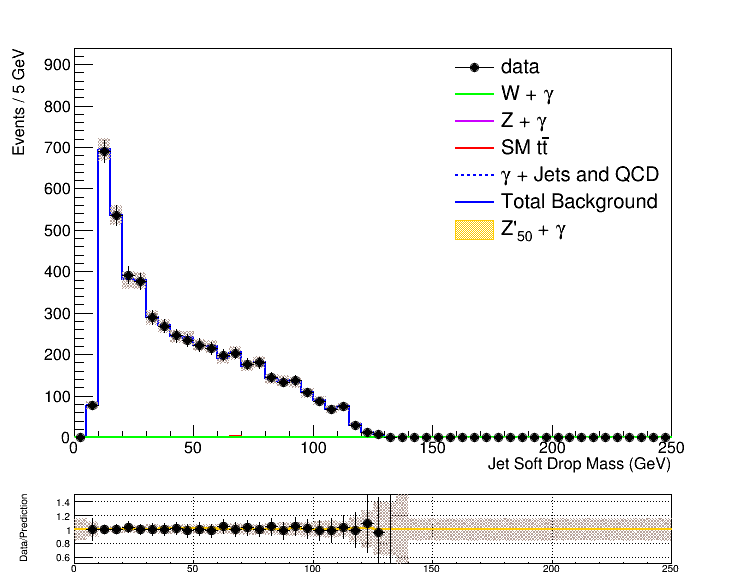 Events / 5 GeV
900
800
700
600
500
400
300
200
100
0
0 50 100 150 200 250
Jet Soft Drop Mass (GeV)
data
W + γ
Z + γ
SM tt̄
γ + Jets and QCD
Total Background
Z'₅₀ + γ
Data/Prediction
1.4
1.2
1
0.8
0.6
0 50 100 150 200 250